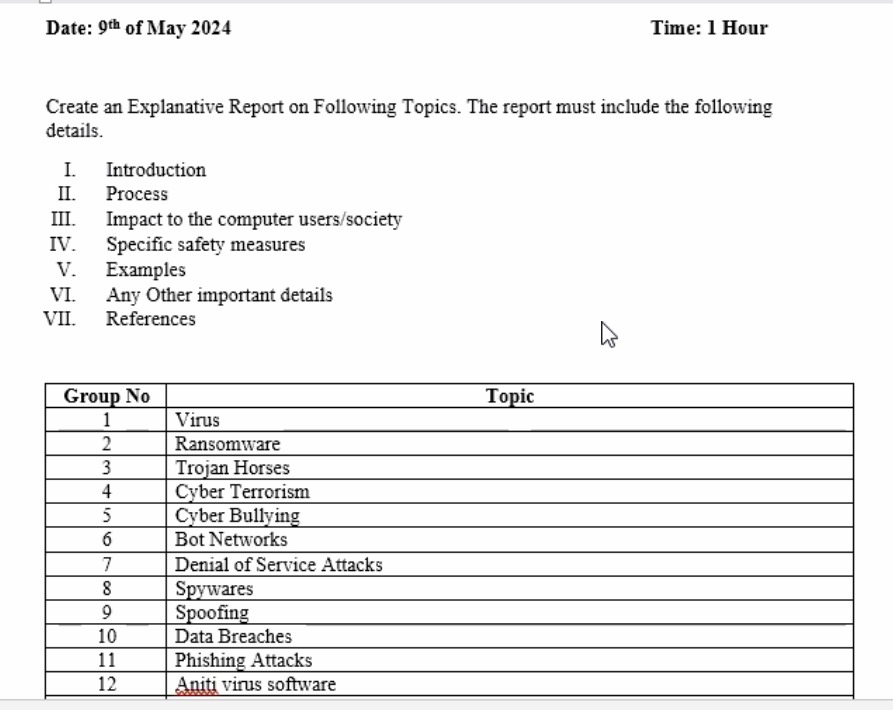 Date: 9th of May 2024 Time: 1 Hour
Create an Explanative Report on Following Topics. The report must include the following
details.
I. Introduction
II. Process
III. Impact to the computer users/society
IV. Specific safety measures
V. Examples
VI. Any Other important details
VII. References
Group No Topic
1 Virus
2 Ransomware
3 Trojan Horses
4 Cyber Terrorism
5 Cyber Bullying
6 Bot Networks
7 Denial of Service Attacks
8 Spywares
9 Spoofing
10 Data Breaches
11 Phishing Attacks
12 Aniti virus software